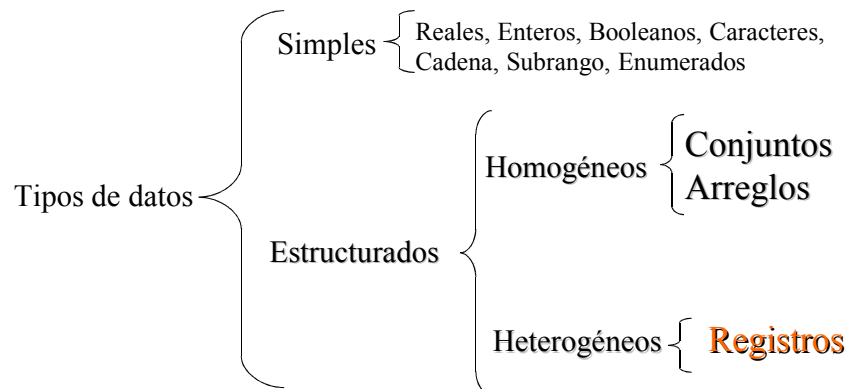 Tipos de datos
Simples
Reales, Enteros, Booleanos, Caracteres,
Cadena, Subrango, Enumerados
Estructurados
Homogéneos
Conjuntos
Arreglos
Heterogéneos
Registros